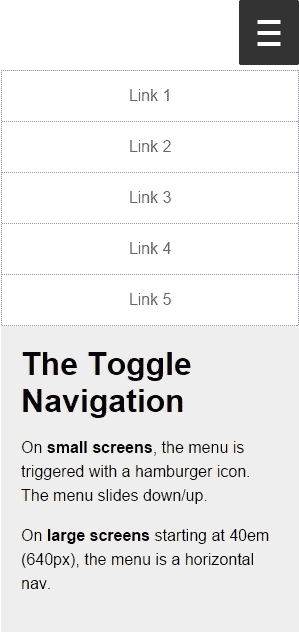 Link 1
Link 2
Link 3
Link 4
Link 5
The Toggle
Navigation
On small screens, the menu is
triggered with a hamburger icon.
The menu slides down/up.
On large screens starting at 40em
(640px), the menu is a horizontal
nav.